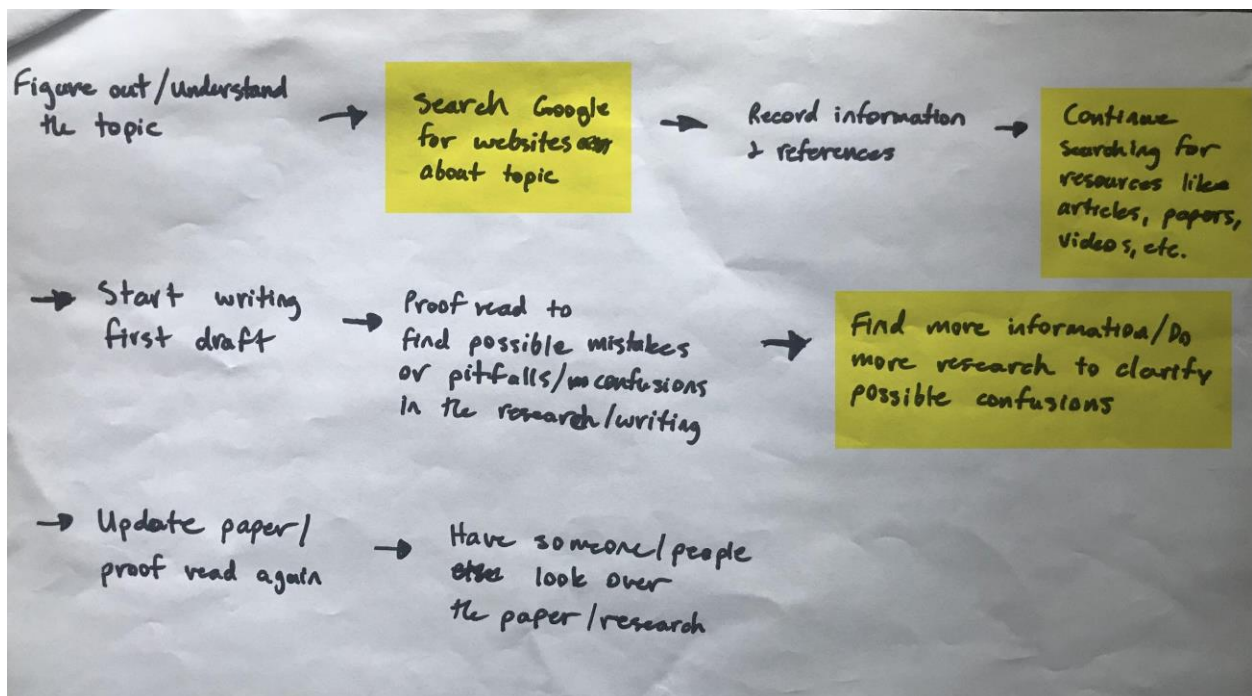 Figure out/understand
the topic
→ Search Google
for websites
about topic
→ Record information
& references
→ Continue
searching for
resources like
articles, papers,
videos, etc.
→ Start writing
first draft
→ Proof read to
find possible mistakes
or pitfalls/confusions
in the research/writing
→ Find more information/Do
more research to clarify
possible confusions
→ Update paper/
proof read again
→ Have someone/people
look over
the paper/research